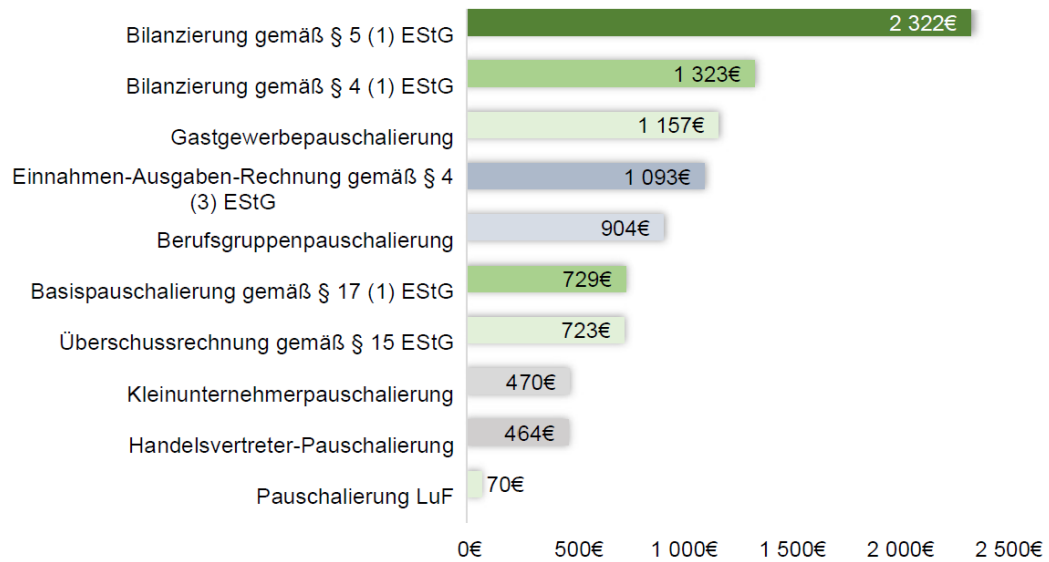 Bilanzierung gemäß § 5 (1) EStG
2 322€
Bilanzierung gemäß § 4 (1) EStG
1 323€
Gastgewerbepauschalierung
1 157€
Einnahmen-Ausgaben-Rechnung gemäß § 4
(3) EStG
1 093€
Berufsgruppenpauschalierung
904€
Basispauschalierung gemäß § 17 (1) EStG
729€
Überschussrechnung gemäß § 15 EStG
723€
Kleinunternehmerpauschalierung
470€
Handelsvertreter-Pauschalierung
464€
Pauschalierung LuF
70€
0€ 500€ 1 000€ 1 500€ 2 000€ 2 500€